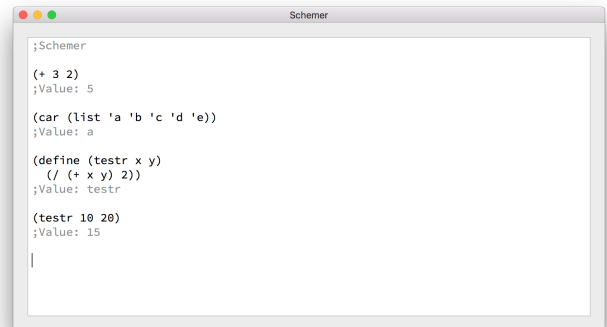 Schemer
;Schemer
(+ 3 2)
;Value: 5
(car (list 'a 'b 'c 'd 'e))
;Value: a
(define (testr x y)
  (/ (+ x y) 2))
;Value: testr
(testr 10 20)
;Value: 15